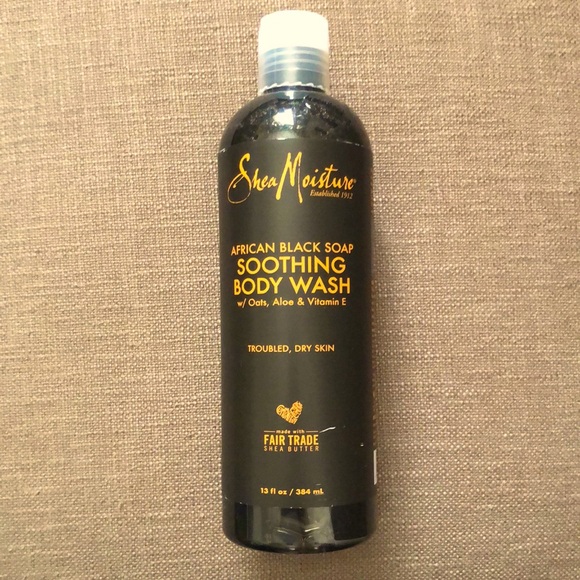 SheaMoisture
Established 1912
AFRICAN BLACK SOAP
SOOTHING
BODY WASH
w/ Oats, Aloe & Vitamin E
TROUBLED, DRY SKIN
made with
FAIR TRADE
SHEA BUTTER
13 fl oz / 384 mL